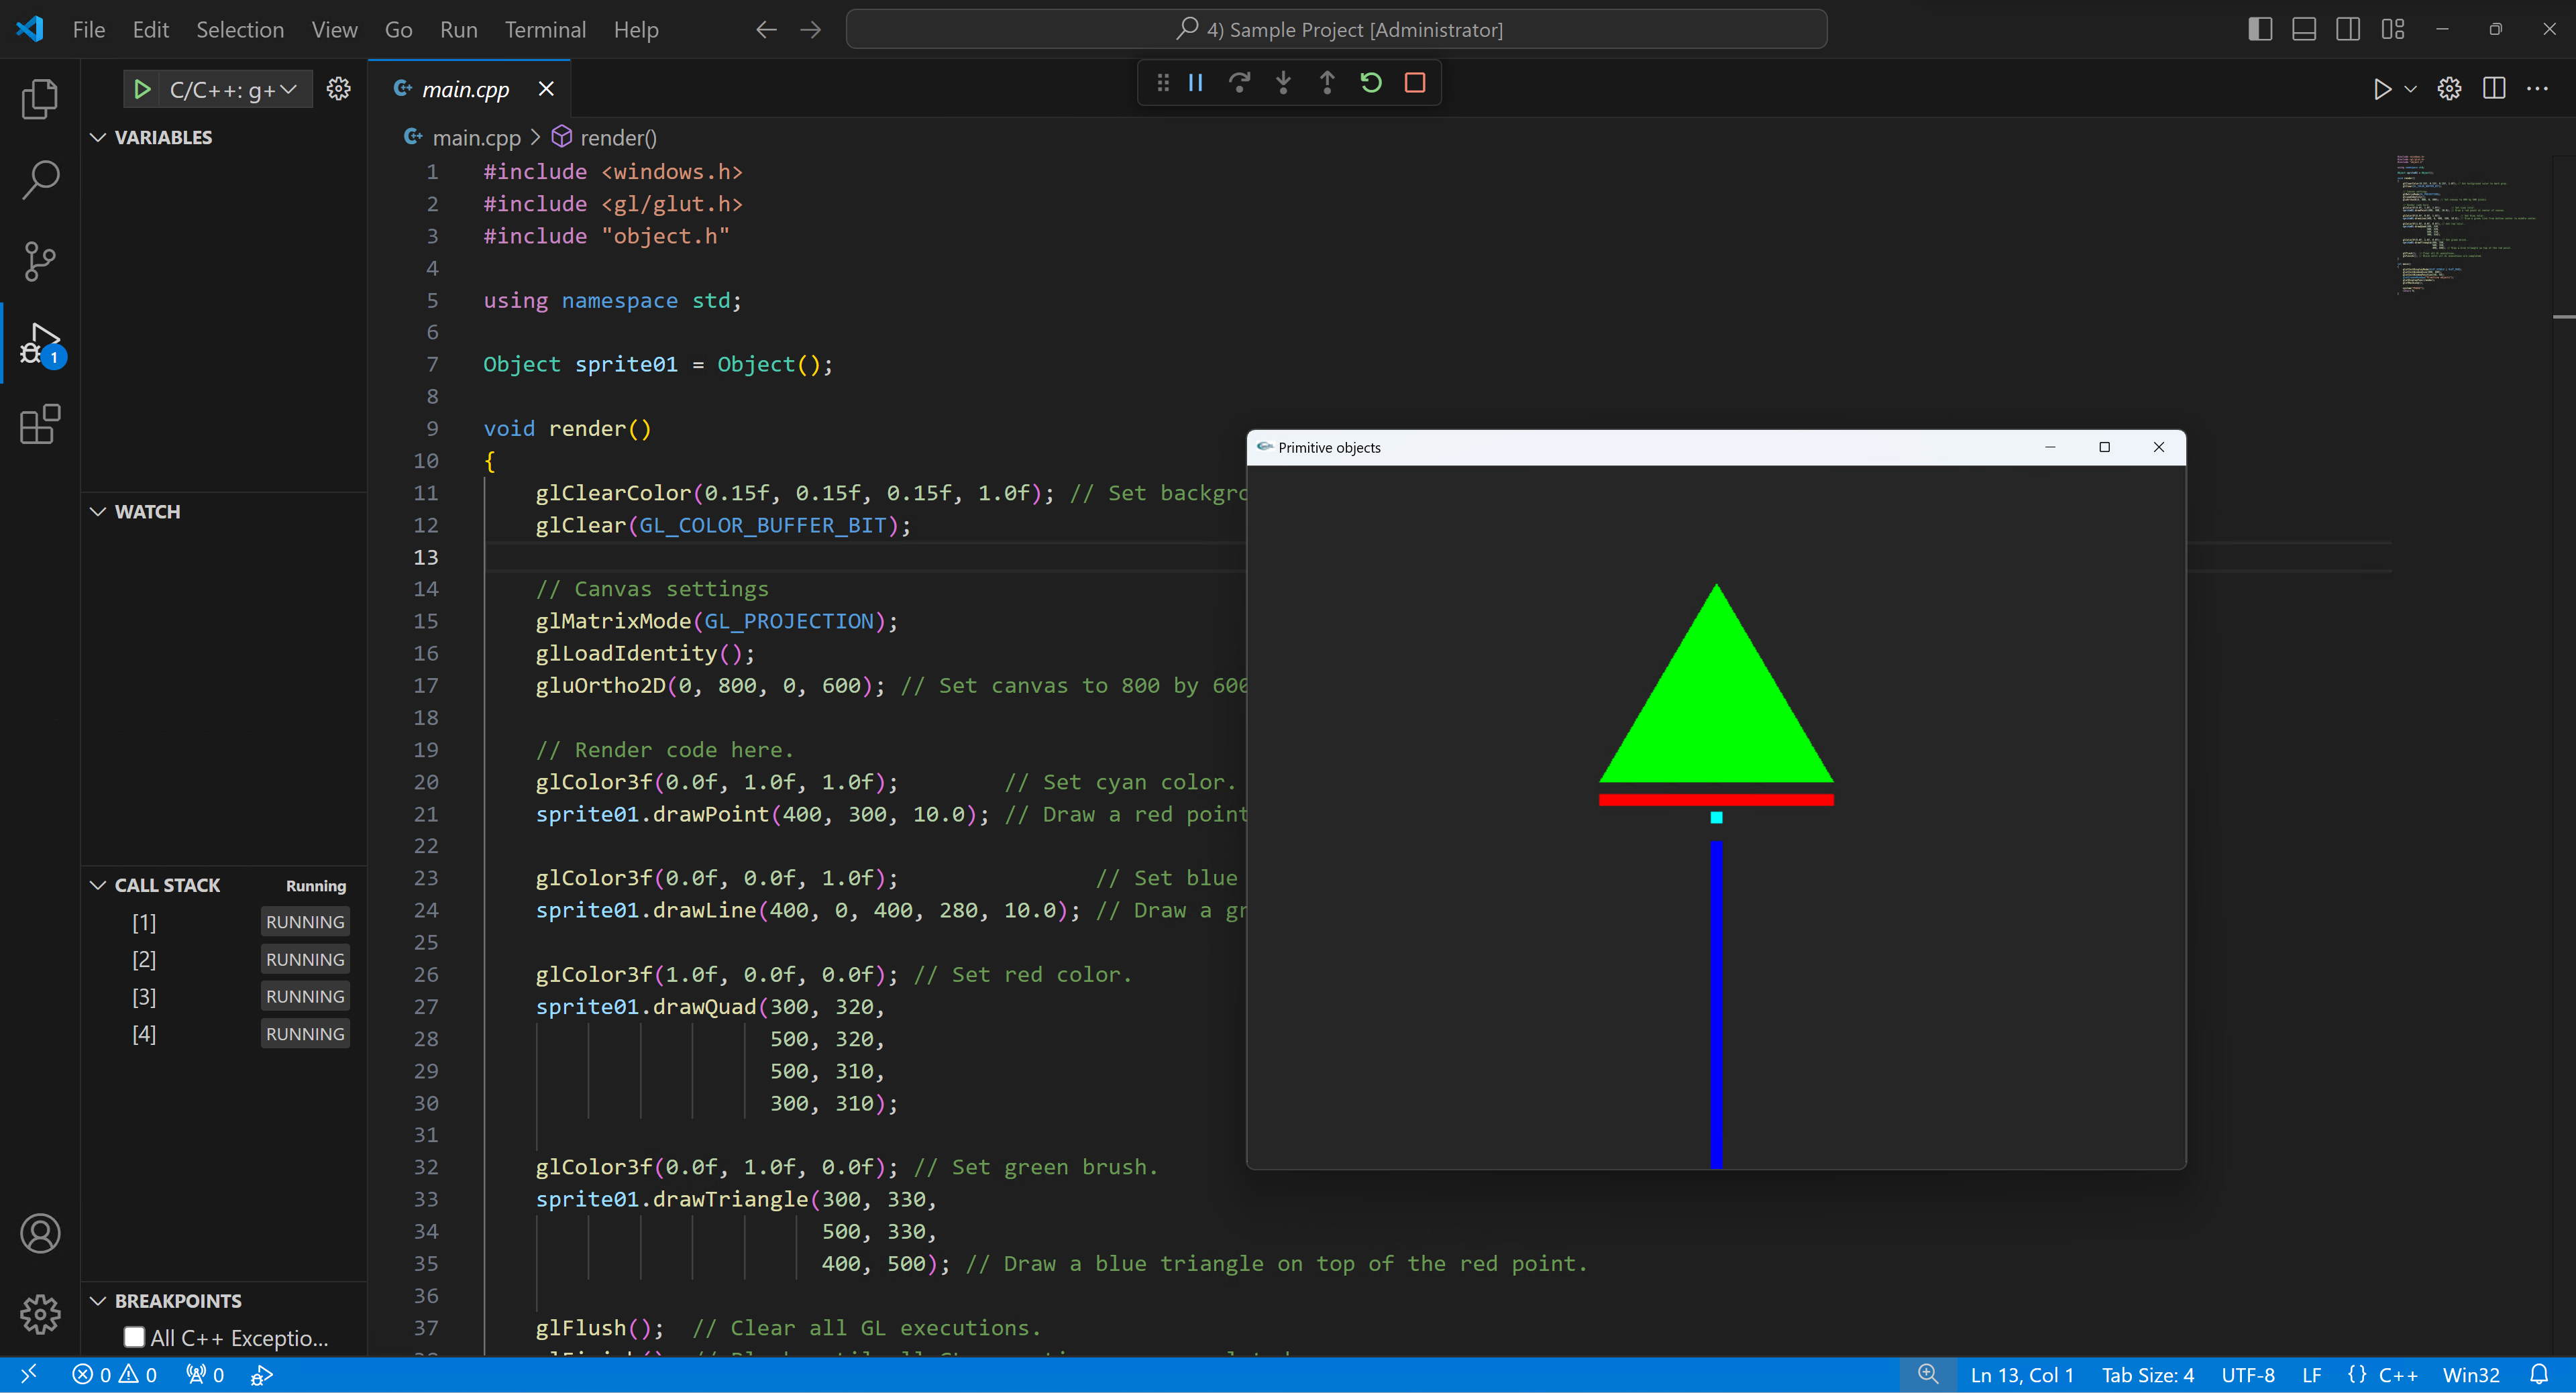 File Edit Selection View Go Run Terminal Help
4) Sample Project [Administrator]
C/C++: g+
main.cpp
VARIABLES
WATCH
CALL STACK Running
[1] RUNNING
[2] RUNNING
[3] RUNNING
[4] RUNNING
BREAKPOINTS
All C++ Exceptio...
1
main.cpp > render()
1 #include <windows.h>
2 #include <gl/glut.h>
3 #include "object.h"
4
5 using namespace std;
6
7 Object sprite01 = Object();
8
9 void render()
10 {
11 glClearColor(0.15f, 0.15f, 0.15f, 1.0f); // Set backgro
12 glClear(GL_COLOR_BUFFER_BIT);
13
14 // Canvas settings
15 glMatrixMode(GL_PROJECTION);
16 glLoadIdentity();
17 gluOrtho2D(0, 800, 0, 600); // Set canvas to 800 by 600
18
19 // Render code here.
20 glColor3f(0.0f, 1.0f, 1.0f); // Set cyan color.
21 sprite01.drawPoint(400, 300, 10.0); // Draw a red point
22
23 glColor3f(0.0f, 0.0f, 1.0f); // Set blue
24 sprite01.drawLine(400, 0, 400, 280, 10.0); // Draw a gr
25
26 glColor3f(1.0f, 0.0f, 0.0f); // Set red color.
27 sprite01.drawQuad(300, 320,
28 500, 320,
29 500, 310,
30 300, 310);
31
32 glColor3f(0.0f, 1.0f, 0.0f); // Set green brush.
33 sprite01.drawTriangle(300, 330,
34 500, 330,
35 400, 500); // Draw a blue triangle on top of the red point.
36
37 glFlush(); // Clear all GL executions.
Primitive objects
0 0 0
Ln 13, Col 1 Tab Size: 4 UTF-8 LF {} C++ Win32